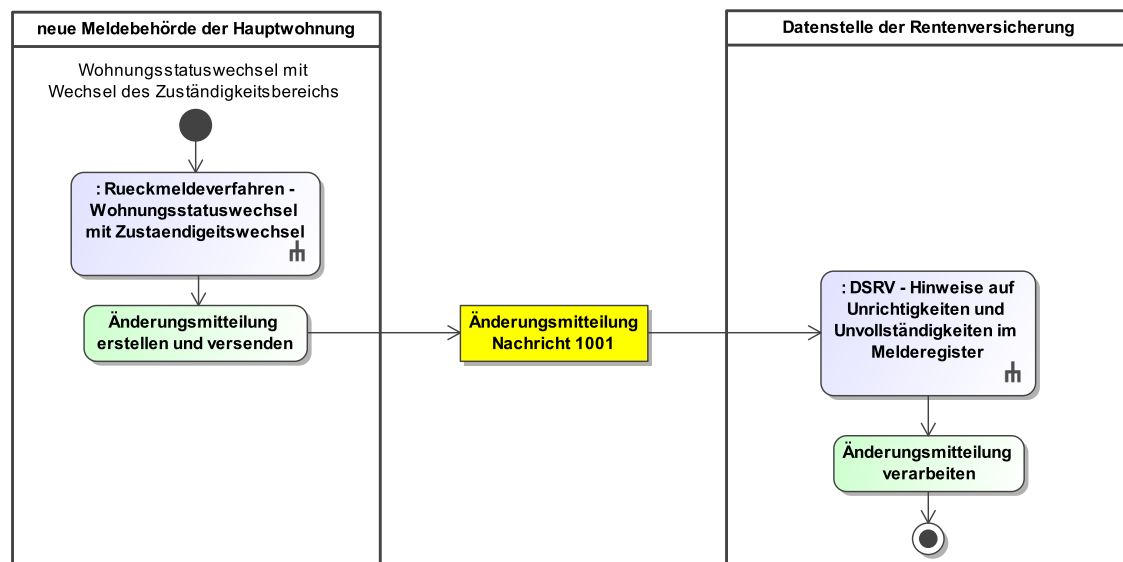 neue Meldebehörde der Hauptwohnung
Wohnungsstatuswechsel mit
Wechsel des Zuständigkeitsbereichs
: Rueckmeldeverfahren -
Wohnungsstatuswechsel
mit Zustaendigeitswechsel
Änderungsmitteilung
erstellen und versenden
Änderungsmitteilung
Nachricht 1001
Datenstelle der Rentenversicherung
: DSRV - Hinweise auf
Unrichtigkeiten und
Unvollständigkeiten im
Melderegister
Änderungsmitteilung
verarbeiten